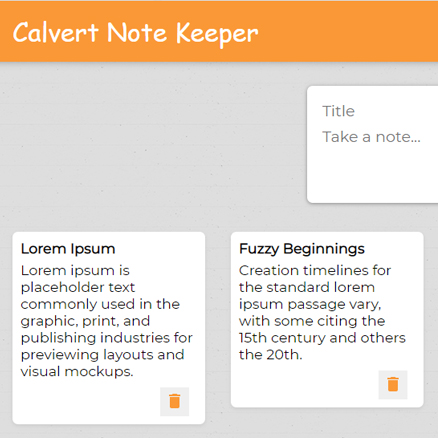 Calvert Note Keeper
Title
Take a note...
Lorem Ipsum
Lorem ipsum is
placeholder text
commonly used in the
graphic, print, and
publishing industries for
previewing layouts and
visual mockups.
Fuzzy Beginnings
Creation timelines for
the standard lorem
ipsum passage vary,
with some citing the
15th century and others
the 20th.